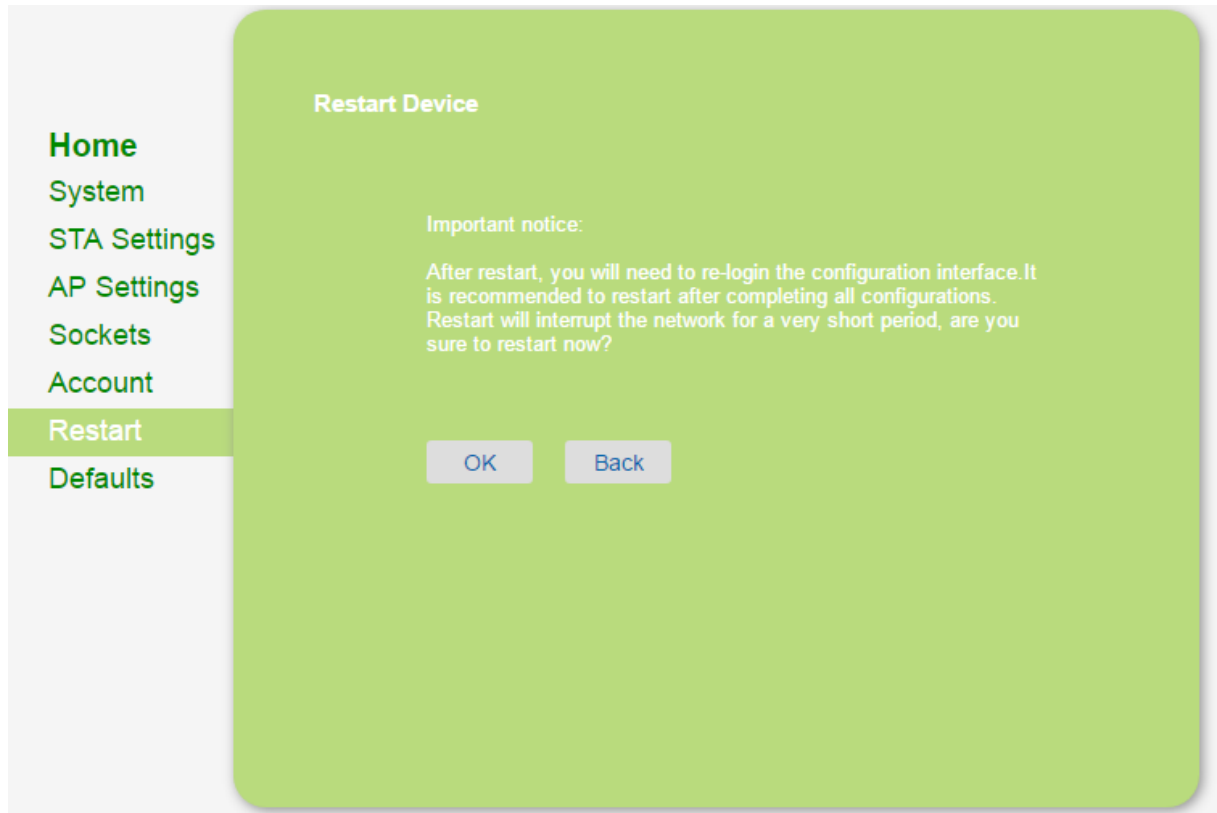 Home
System
STA Settings
AP Settings
Sockets
Account
Restart
Defaults
Restart Device
Important notice:
After restart, you will need to re-login the configuration interface.It
is recommended to restart after completing all configurations.
Restart will interrupt the network for a very short period, are you
sure to restart now?
OK Back